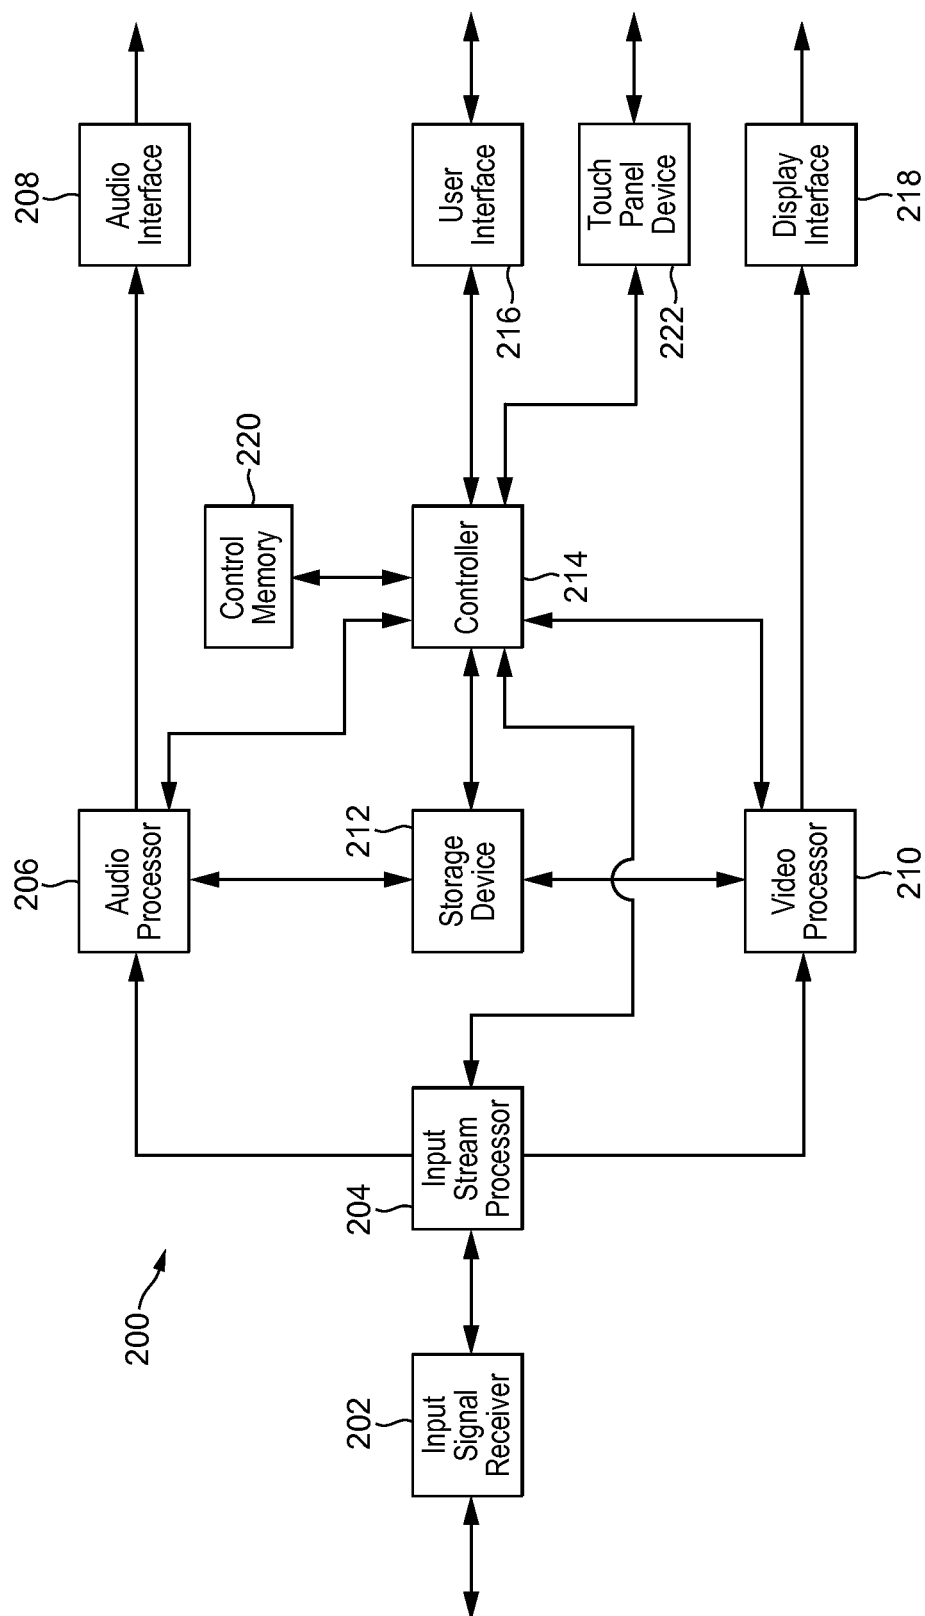 200
202
Input
Signal
Receiver
204
Input
Stream
Processor
206
Audio
Processor
208
Audio
Interface
212
Storage
Device
220
Control
Memory
Controller
214
User
Interface
216
Touch
Panel
Device
222
Video
Processor
210
Display
Interface
218